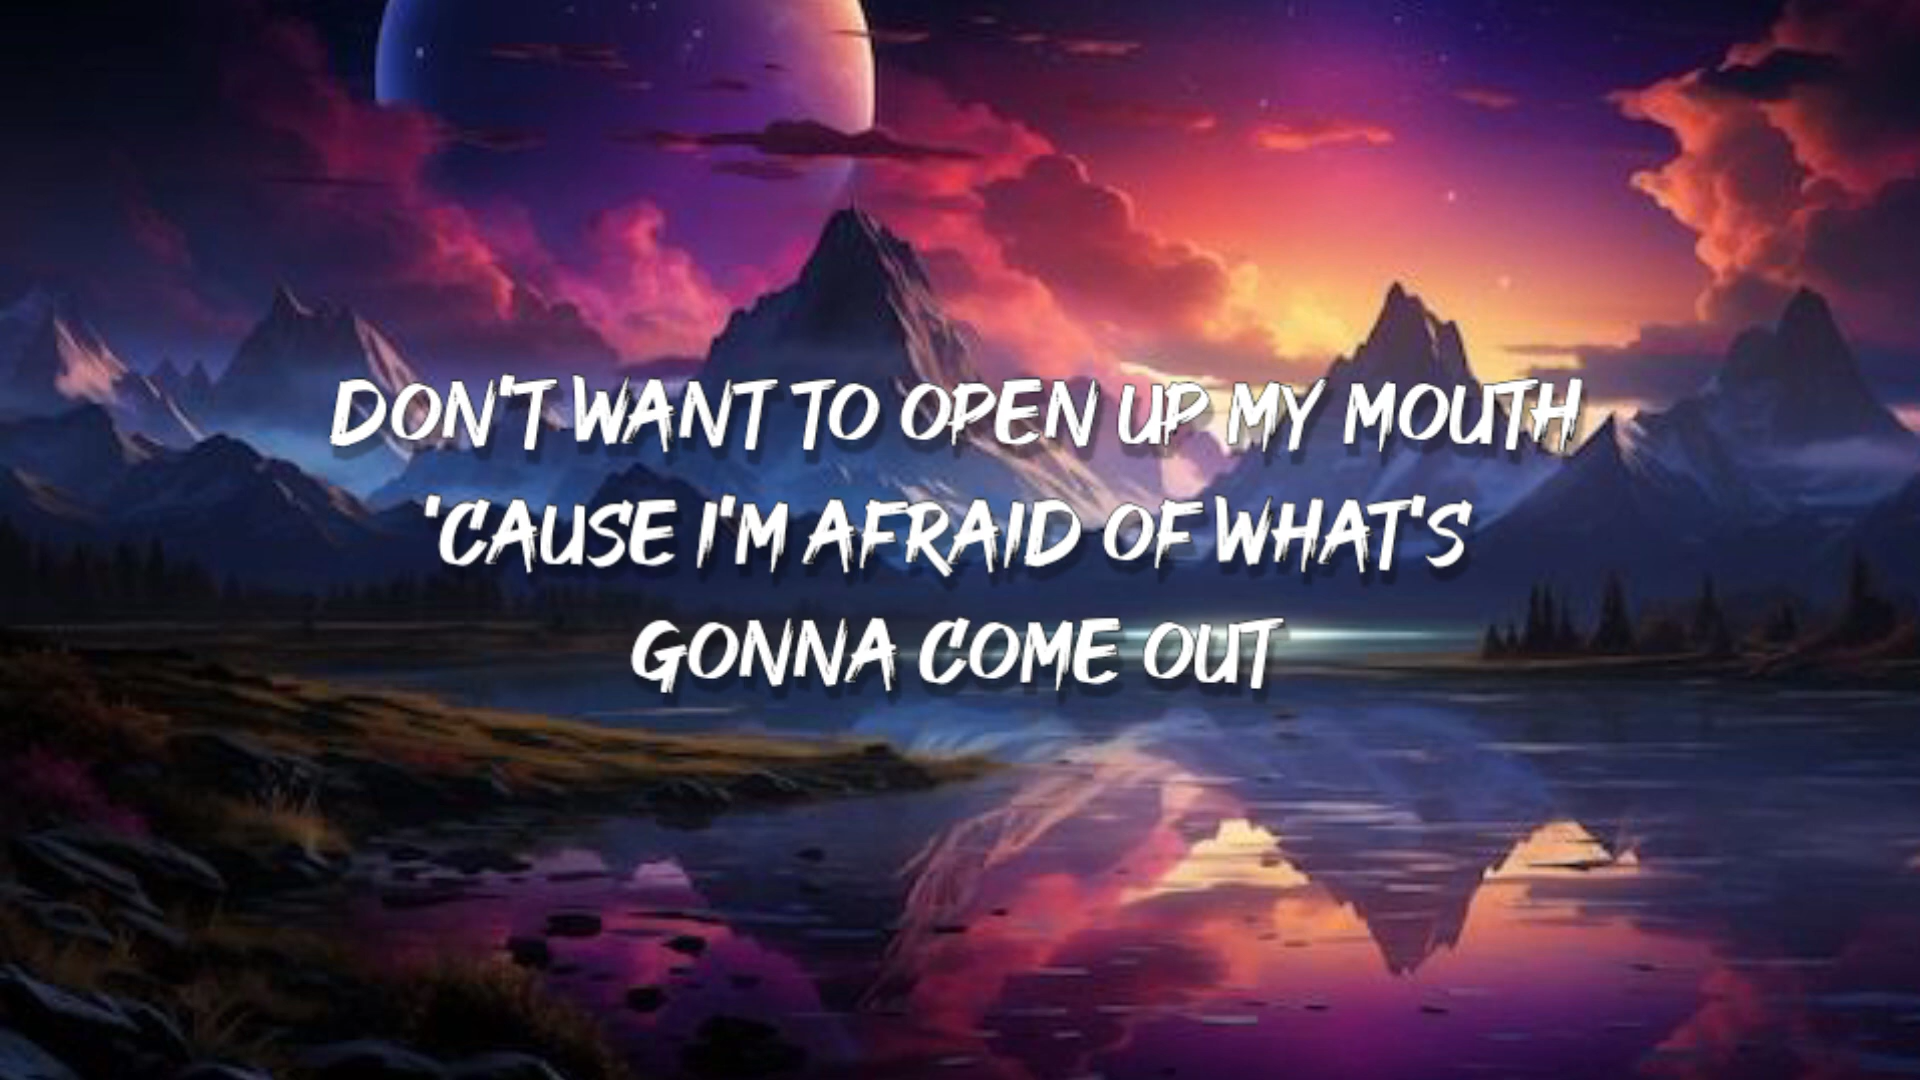 DON'T WANT TO OPEN UP MY MOUTH
'CAUSE I'M AFRAID OF WHAT'S
GONNA COME OUT